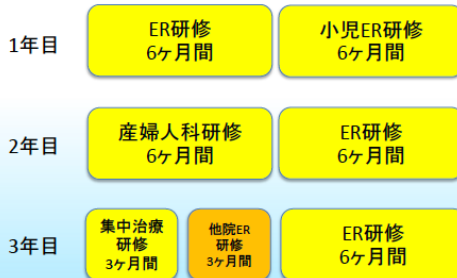 1年目
ER研修
6ヶ月間
小児ER研修
6ヶ月間
2年目
産婦人科研修
6ヶ月間
ER研修
6ヶ月間
3年目
集中治療
研修
3ヶ月間
他院ER
研修
3ヶ月間
ER研修
6ヶ月間